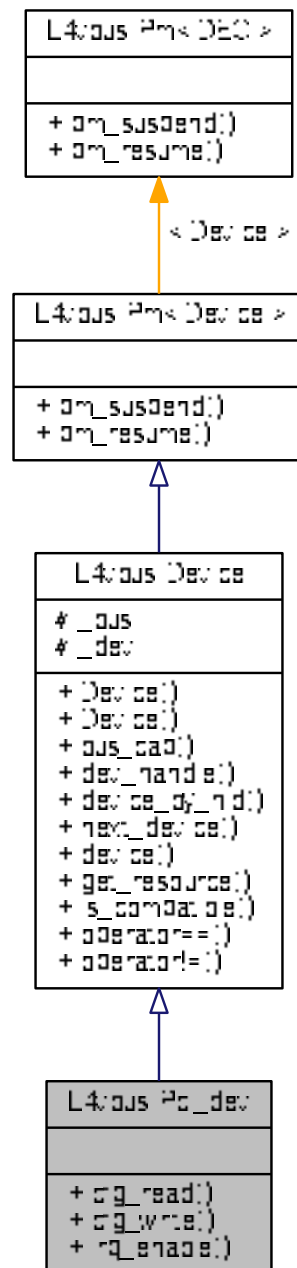 L4vbus::Pm< DEC >
+ pm_suspend()
+ pm_resume()
< Device >
L4vbus::Pm< Device >
+ pm_suspend()
+ pm_resume()
L4vbus::Device
# _bus
# _dev
+ Device()
+ Device()
+ bus_cap()
+ dev_handle()
+ device_by_hid()
+ next_device()
+ device()
+ get_resource()
+ is_compatible()
+ operator==()
+ operator!=()
L4vbus::Pci_dev
+ cfg_read()
+ cfg_write()
+ irq_enable()